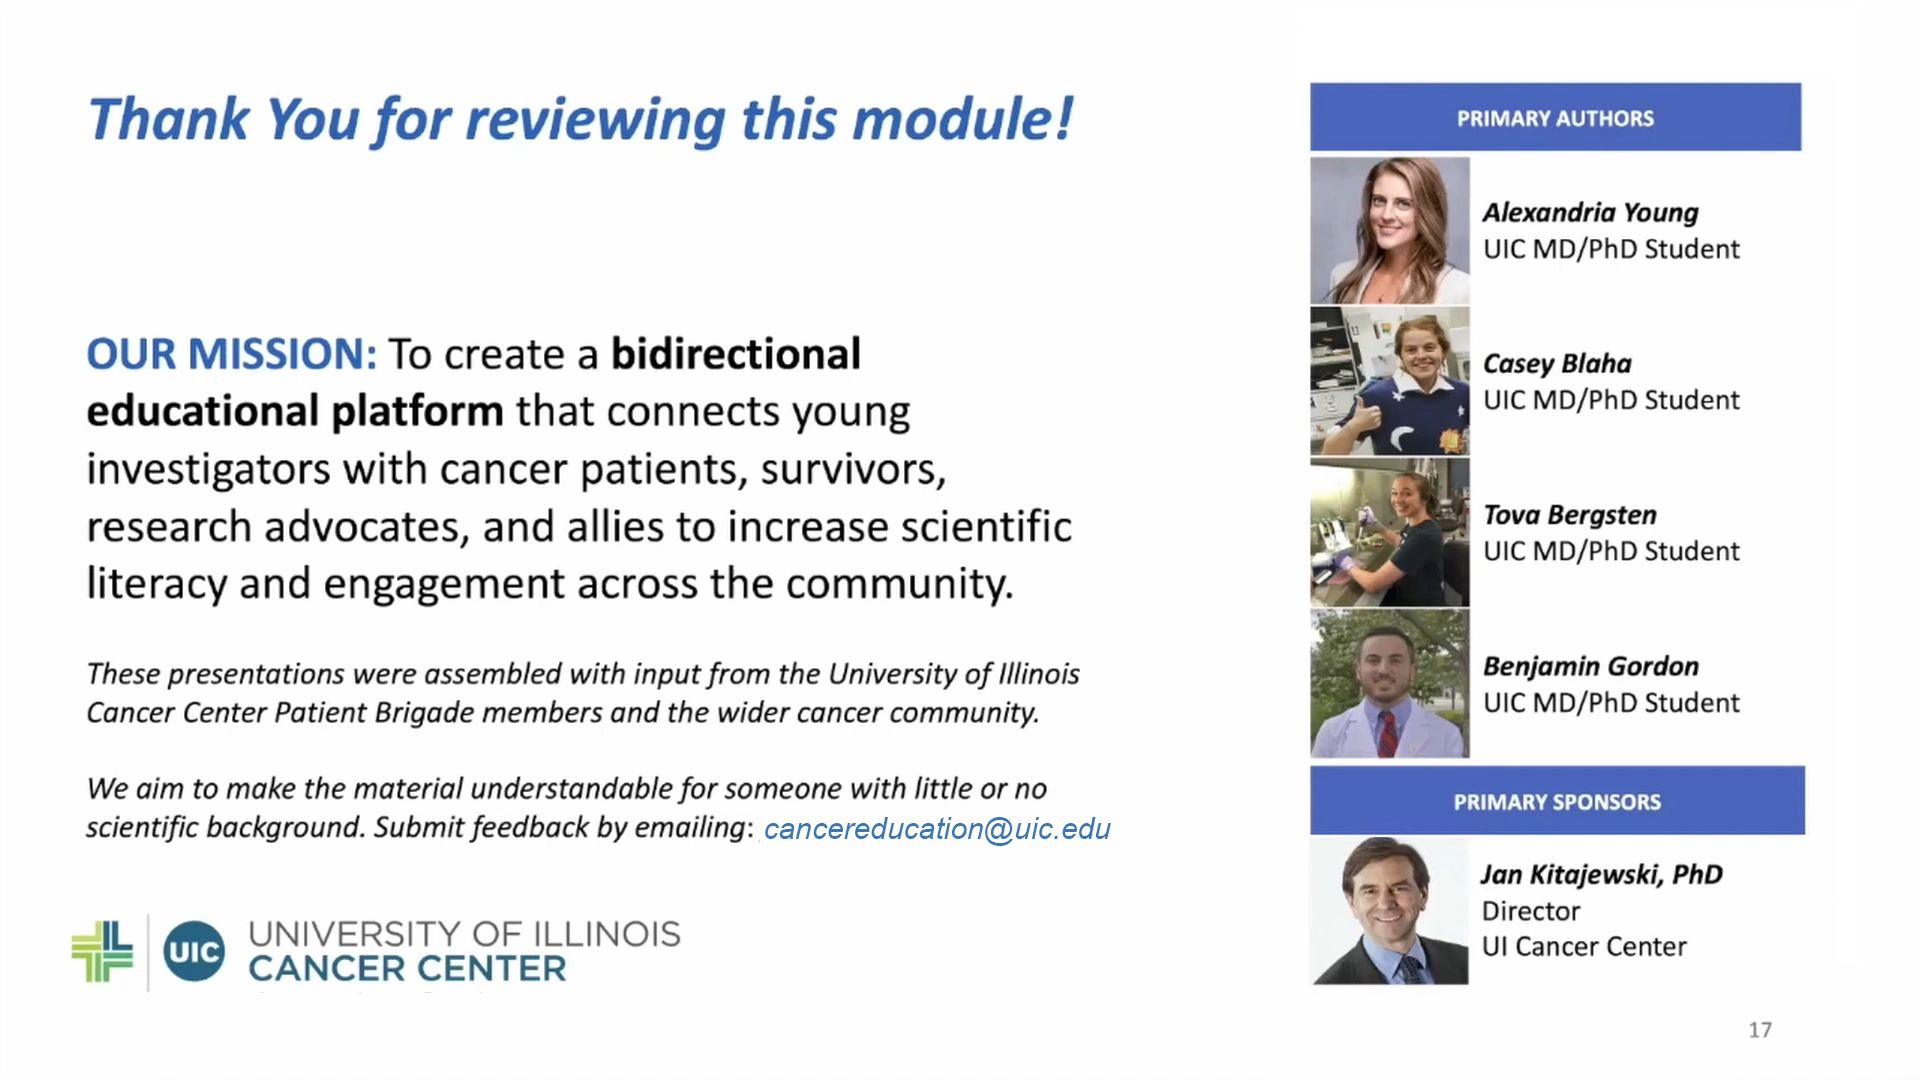 Thank You for reviewing this module!
OUR MISSION: To create a bidirectional
educational platform that connects young
investigators with cancer patients, survivors,
research advocates, and allies to increase scientific
literacy and engagement across the community.
These presentations were assembled with input from the University of Illinois
Cancer Center Patient Brigade members and the wider cancer community.
We aim to make the material understandable for someone with little or no
scientific background. Submit feedback by emailing: cancereducation@uic.edu
UIC
UNIVERSITY OF ILLINOIS
CANCER CENTER
PRIMARY AUTHORS
Alexandria Young
UIC MD/PhD Student
Casey Blaha
UIC MD/PhD Student
Tova Bergsten
UIC MD/PhD Student
Benjamin Gordon
UIC MD/PhD Student
PRIMARY SPONSORS
Jan Kitajewski, PhD
Director
UI Cancer Center
17